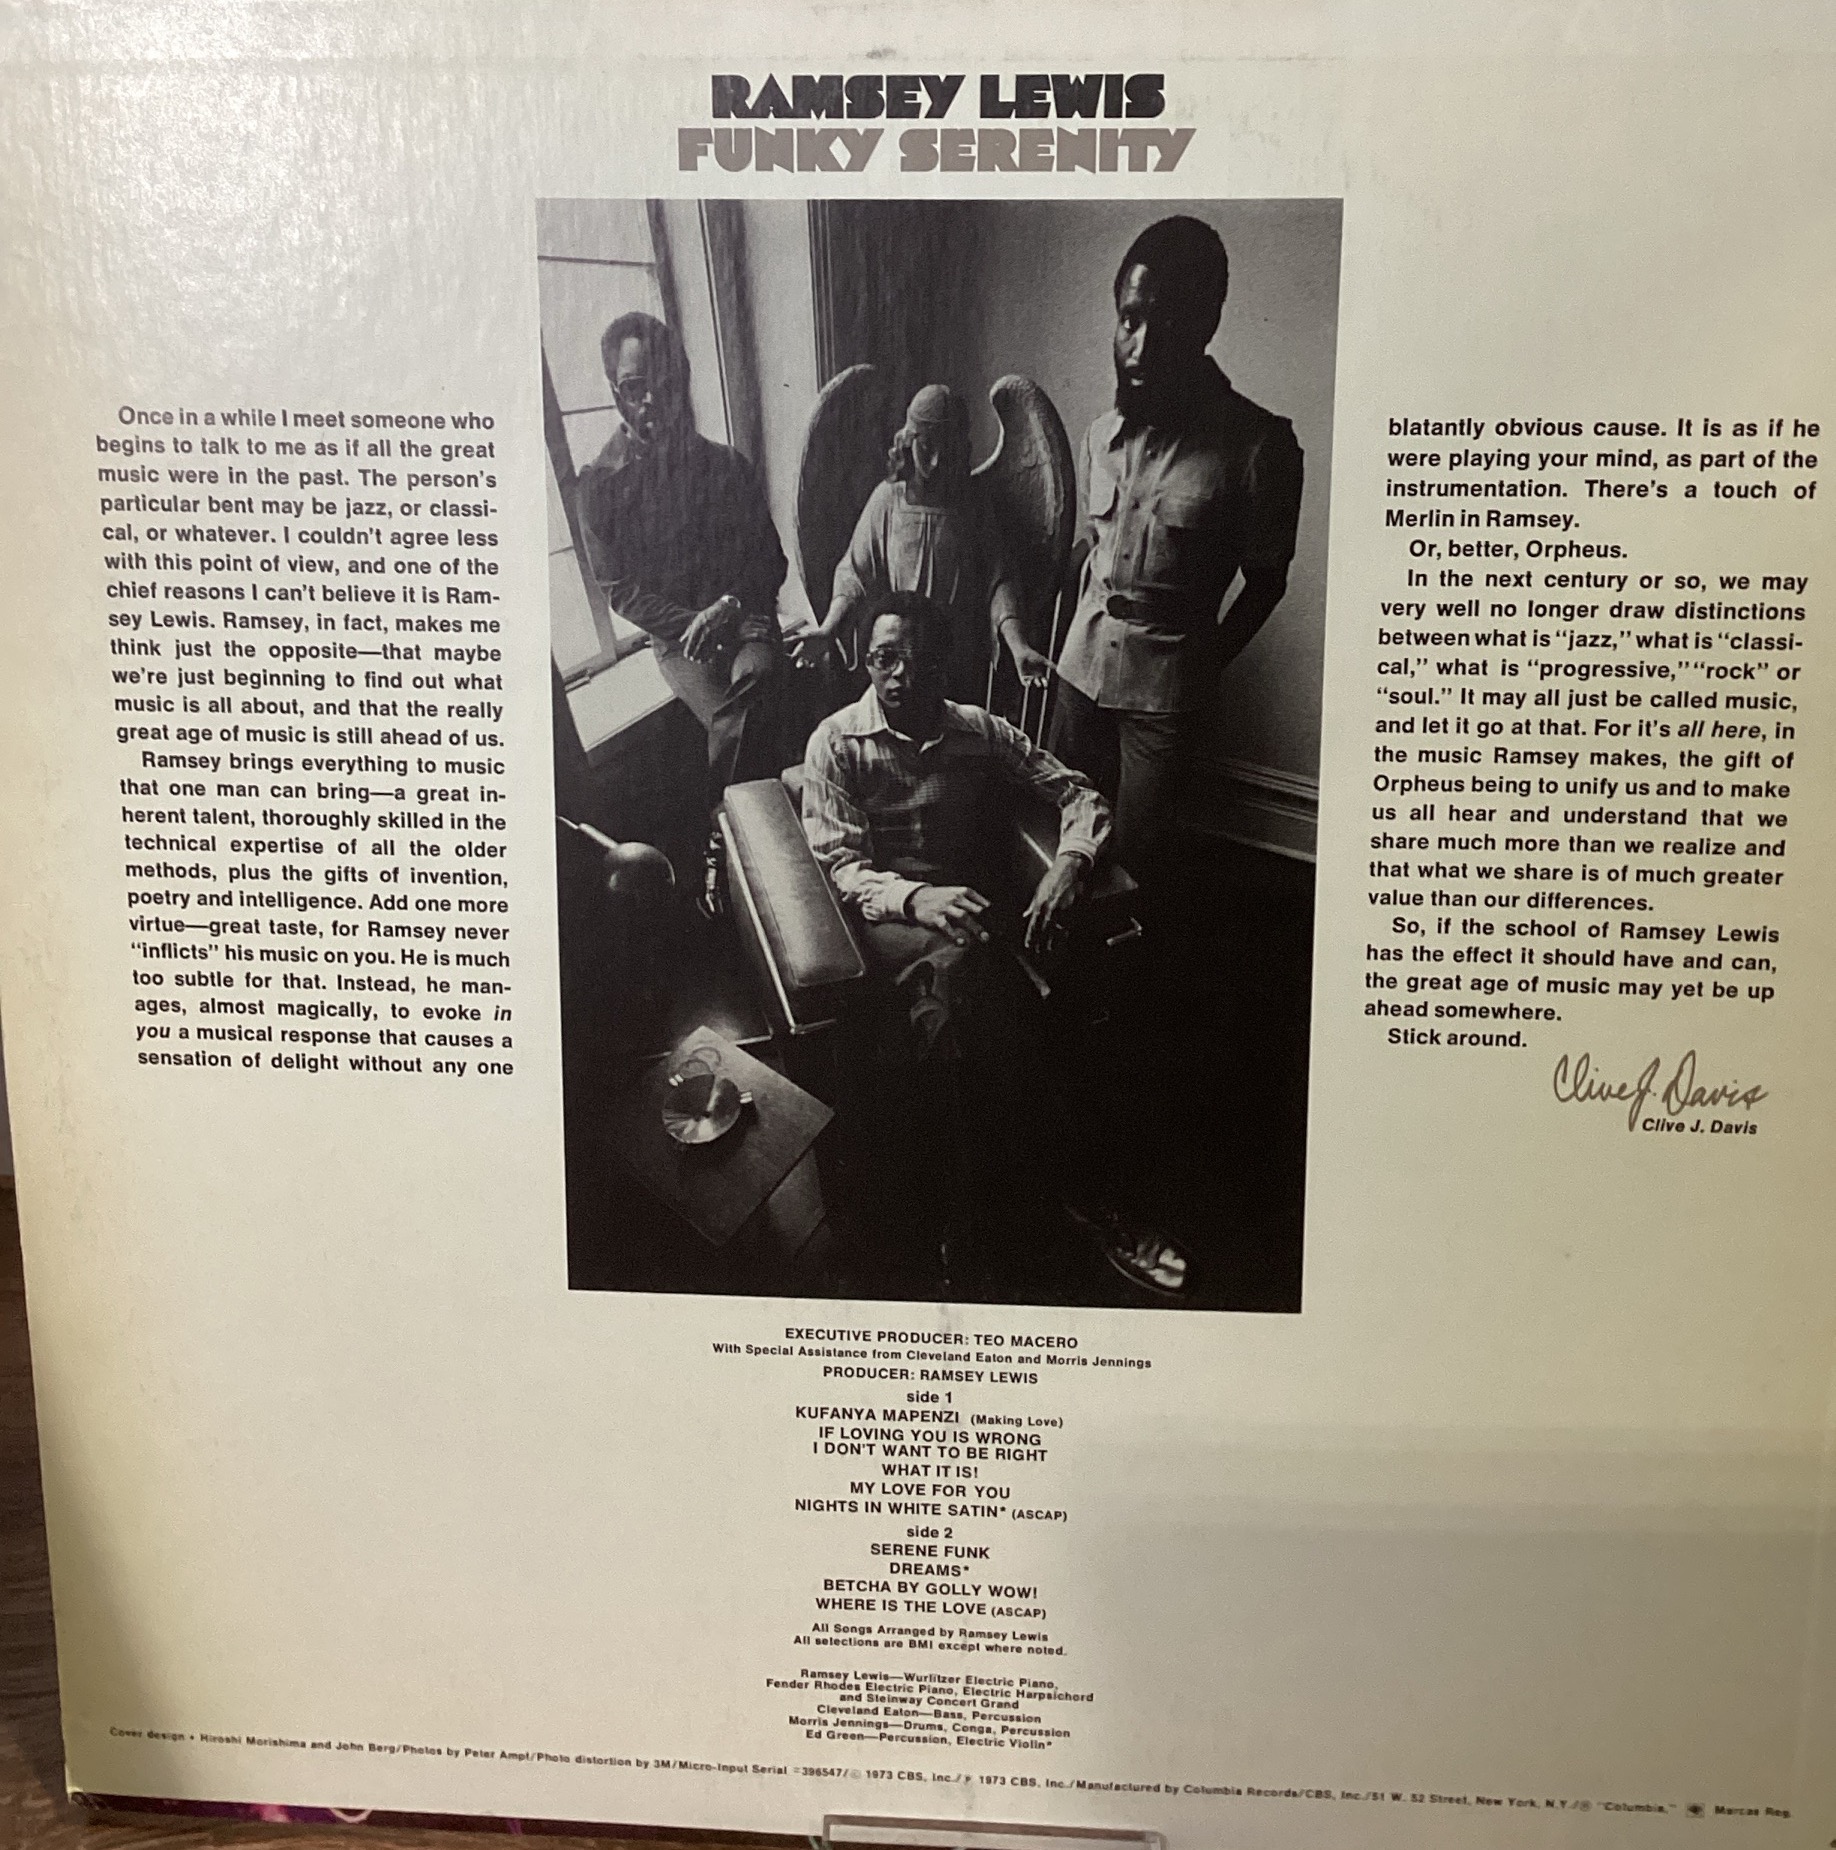 RAMSEY LEWIS
FUNKY SERENITY
Once in a while I meet someone who
begins to talk to me as if all the great
music were in the past. The person's
particular bent may be jazz, or classi-
cal, or whatever. I couldn't agree less
with this point of view, and one of the
chief reasons I can't believe it is Ram-
sey Lewis. Ramsey, in fact, makes me
think just the opposite—that maybe
we're just beginning to find out what
music is all about, and that the really
great age of music is still ahead of us.
Ramsey brings everything to music
that one man can bring—a great in-
herent talent, thoroughly skilled in the
technical expertise of all the older
methods, plus the gifts of invention,
poetry and intelligence. Add one more
virtue—great taste, for Ramsey never
"inflicts" his music on you. He is much
too subtle for that. Instead, he man-
ages, almost magically, to evoke in
you a musical response that causes a
sensation of delight without any one
blatantly obvious cause. It is as if he
were playing your mind, as part of the
instrumentation. There's a touch of
Merlin in Ramsey.
Or, better, Orpheus.
In the next century or so, we may
very well no longer draw distinctions
between what is "jazz," what is "classi-
cal," what is "progressive," "rock" or
"soul." It may all just be called music,
and let it go at that. For it's all here, in
the music Ramsey makes, the gift of
Orpheus being to unify us and to make
us all hear and understand that we
share much more than we realize and
that what we share is of much greater
value than our differences.
So, if the school of Ramsey Lewis
has the effect it should have and can,
the great age of music may yet be up
ahead somewhere.
Stick around.
Clive J. Davis
Clive J. Davis
EXECUTIVE PRODUCER: TEO MACERO
With Special Assistance from Cleveland Eaton and Morris Jennings
PRODUCER: RAMSEY LEWIS
side 1
KUFANYA MAPENZI (Making Love)
IF LOVING YOU IS WRONG
I DON'T WANT TO BE RIGHT
WHAT IT IS!
MY LOVE FOR YOU
NIGHTS IN WHITE SATIN* (ASCAP)
side 2
SERENE FUNK
DREAMS*
BETCHA BY GOLLY WOW!
WHERE IS THE LOVE (ASCAP)
All Songs Arranged by Ramsey Lewis
All selections are BMI except where noted.
Ramsey Lewis—Wurlitzer Electric Piano,
Fender Rhodes Electric Piano, Electric Harpsichord
and Steinway Concert Grand
Cleveland Eaton—Bass, Percussion
Morris Jennings—Drums, Conga, Percussion
Ed Green—Percussion, Electric Violin*
Cover design • Hiroshi Morishima and John Berg/Photos by Peter Ampt/Photo distortion by 3M/Micro-Input Serial =396547/© 1973 CBS, Inc./℗ 1973 CBS, Inc./Manufactured by Columbia Records/CBS, Inc./51 W. 52 Street, New York, N.Y./® "Columbia," Marcas Reg.